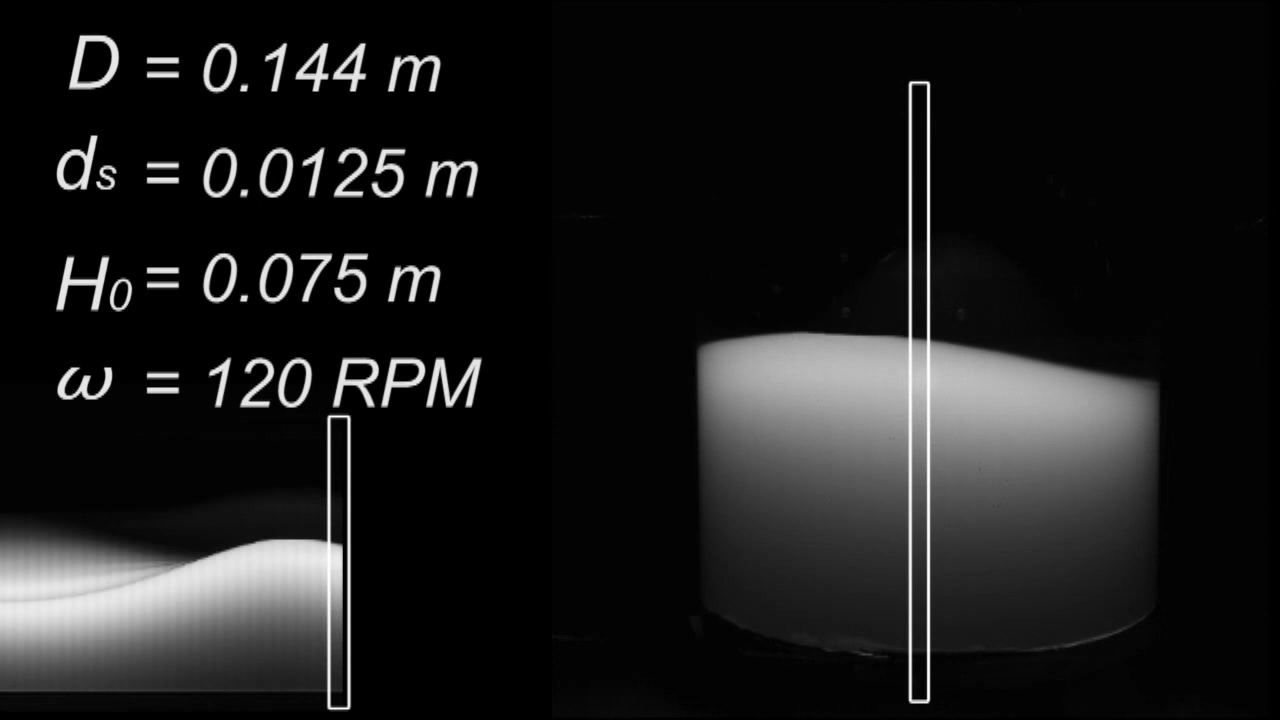 D = 0.144 m
ds = 0.0125 m
H0 = 0.075 m
ω = 120 RPM